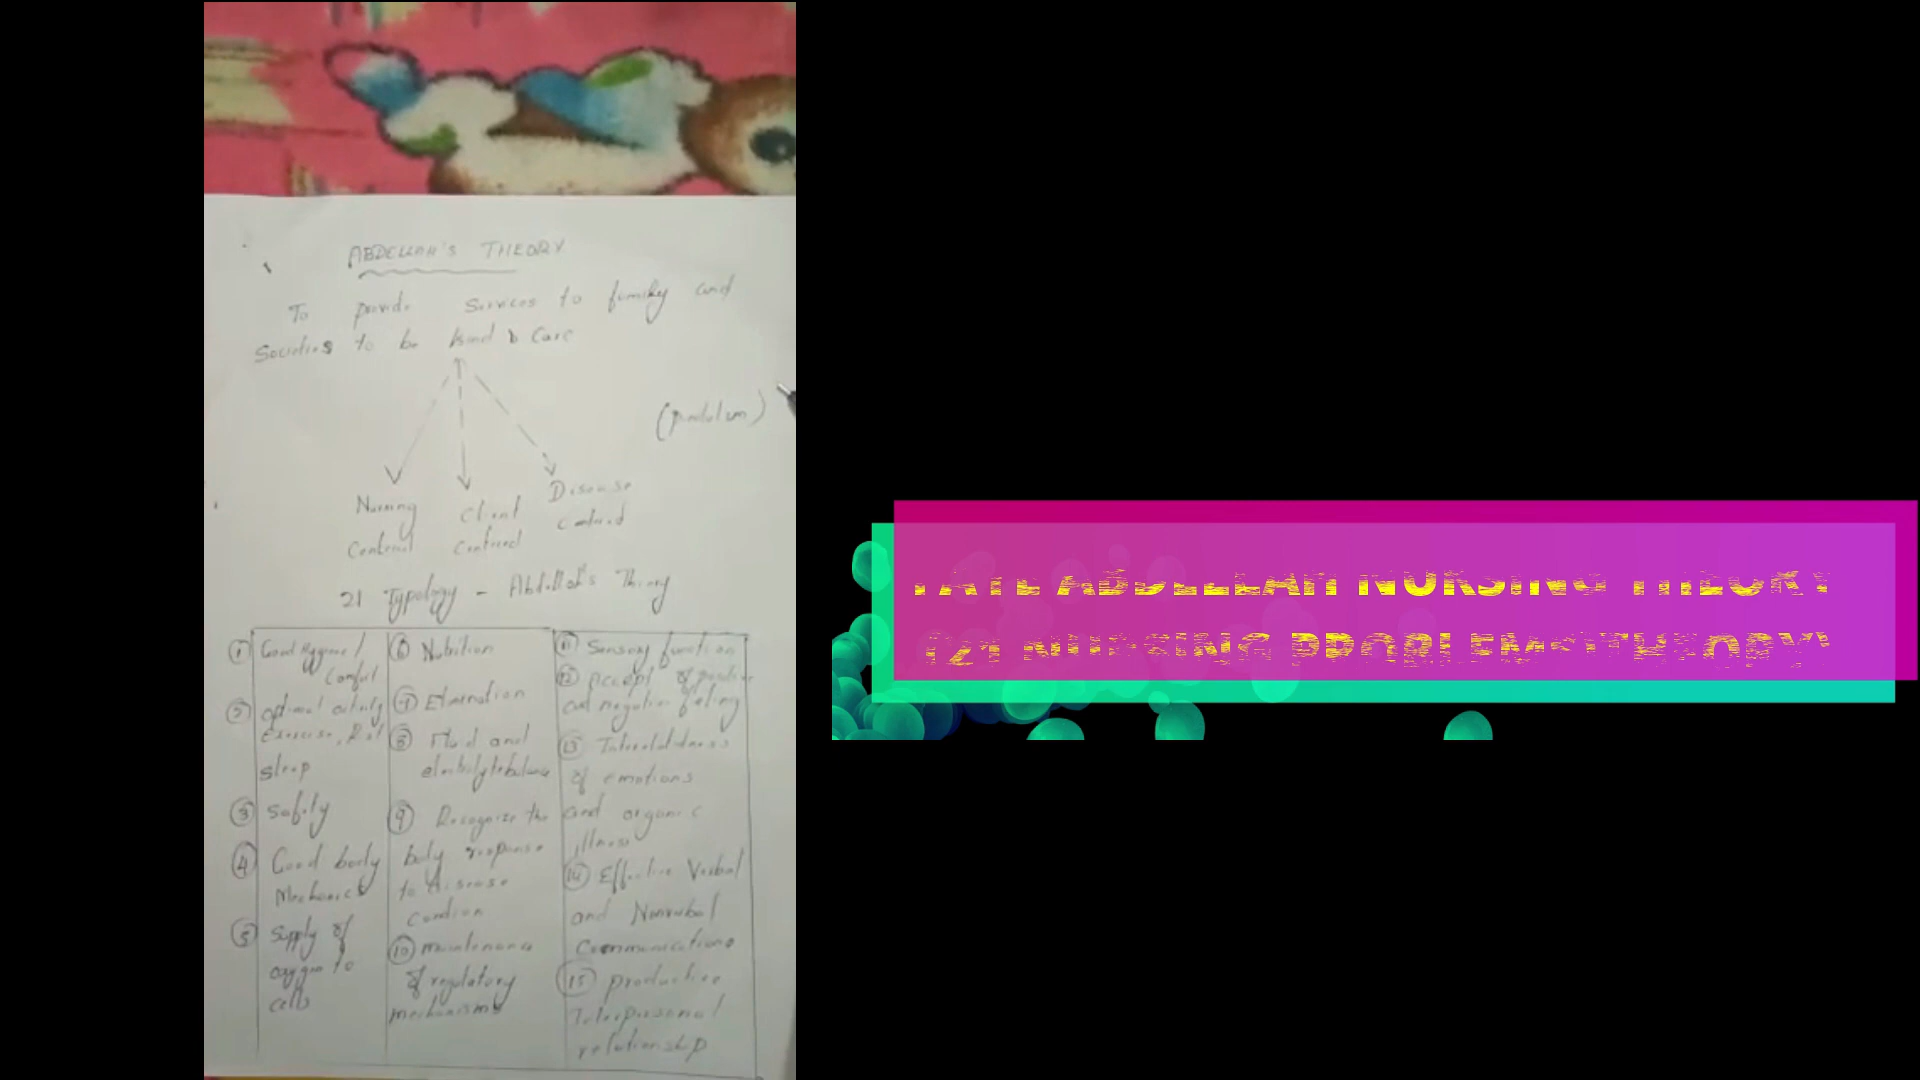 ABDELLAH'S THEORY
To provide Services to family and
Societies to be kind & Care
(pendulum)
Nursing
Centered
Client
Centered
Disease
Centered
21 Typology - Abdellah's Theory
① Good Hygiene /
Comfort
② optimal activity
Exercise, Rest
sleep
③ Safety
④ Good body
Mechanics
⑤ Supply of
oxygen to
cells
⑥ Nutrition
⑦ Elimination
⑧ Fluid and
electrolyte balance
⑨ Recognize the
body response
to disease
⑩ maintenance
of regulatory
mechanisms
⑪ Sensory function
⑫ Accept of positive
and negative feeling
⑬ Interrelatedness
of emotions
and organic
illness
⑭ Effective Verbal
and Nonverbal
Communications
⑮ productive
Interpersonal
relationship
FAYE ABDELLAH NURSING THEORY
(21 NURSING PROBLEMS THEORY)